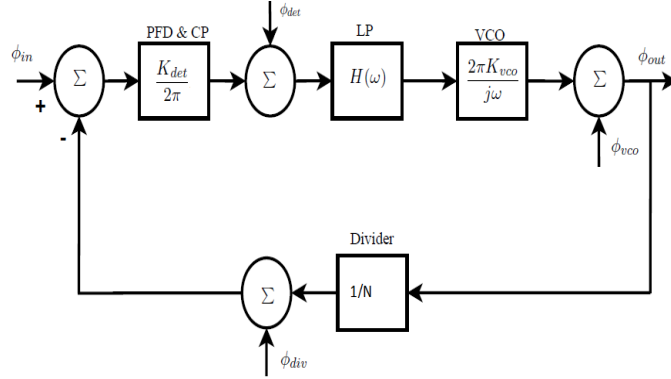 ϕ_det
PFD & CP
LP
VCO
ϕ_in
Σ
K_det
2π
Σ
H(ω)
2πK_vco
jω
Σ
ϕ_out
+
-
ϕ_vco
Divider
Σ
1/N
ϕ_div